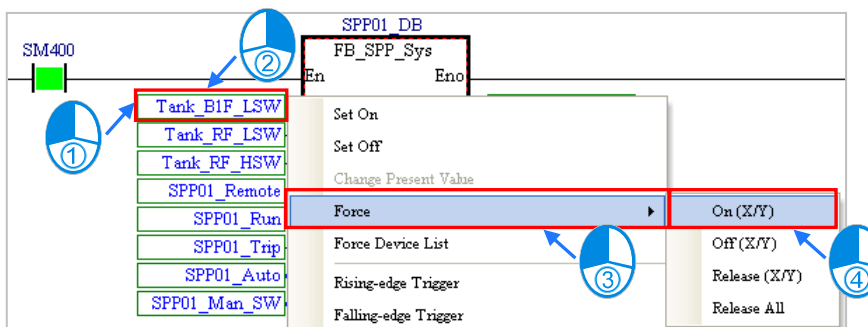 SPP01_DB
SM400
FB_SPP_Sys
②
En Eno
Tank_B1F_LSW
Tank_RF_LSW
Tank_RF_HSW
SPP01_Remote
SPP01_Run
SPP01_Trip
SPP01_Auto
SPP01_Man_SW
①
Set On
Set Off
Change Present Value
Force
Force Device List
Rising-edge Trigger
Falling-edge Trigger
③
On (X/Y)
Off (X/Y)
Release (X/Y)
Release All
④